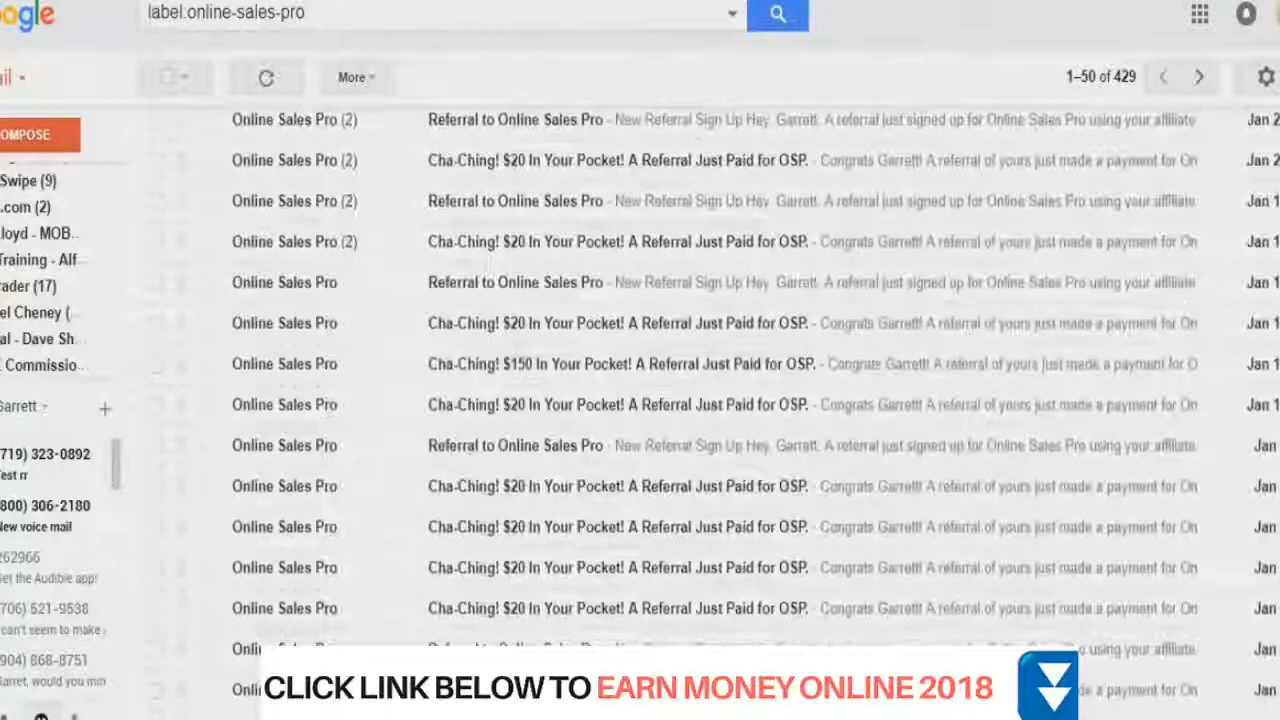 ogle
label:online-sales-pro
ail
More
1–50 of 429
COMPOSE
Online Sales Pro (2) Referral to Online Sales Pro - New Referral Sign Up Hey, Garrett. A referral just signed up for Online Sales Pro using your affiliate Jan 2
Online Sales Pro (2) Cha-Ching! $20 In Your Pocket! A Referral Just Paid for OSP. - Congrats Garrett! A referral of yours just made a payment for On Jan 2
Swipe (9)
Online Sales Pro (2) Referral to Online Sales Pro - New Referral Sign Up Hey, Garrett. A referral just signed up for Online Sales Pro using your affiliate Jan 1
.com (2)
loyd - MOB..
Online Sales Pro (2) Cha-Ching! $20 In Your Pocket! A Referral Just Paid for OSP. - Congrats Garrett! A referral of yours just made a payment for On Jan 1
Training - Alf
rader (17)
Online Sales Pro Referral to Online Sales Pro - New Referral Sign Up Hey, Garrett. A referral just signed up for Online Sales Pro using your affiliate Jan 1
el Cheney (
Online Sales Pro Cha-Ching! $20 In Your Pocket! A Referral Just Paid for OSP. - Congrats Garrett! A referral of yours just made a payment for On Jan 1
al - Dave Sh
Commissio...
Online Sales Pro Cha-Ching! $150 In Your Pocket! A Referral Just Paid for OSP. - Congrats Garrett! A referral of yours just made a payment for O Jan 1
Garrett
Online Sales Pro Cha-Ching! $20 In Your Pocket! A Referral Just Paid for OSP. - Congrats Garrett! A referral of yours just made a payment for On Jan 1
719) 323-0892
Test rr
Online Sales Pro Referral to Online Sales Pro - New Referral Sign Up Hey, Garrett. A referral just signed up for Online Sales Pro using your affiliate Jan
800) 306-2180
New voice mail
Online Sales Pro Cha-Ching! $20 In Your Pocket! A Referral Just Paid for OSP. - Congrats Garrett! A referral of yours just made a payment for On Jan
Online Sales Pro Cha-Ching! $20 In Your Pocket! A Referral Just Paid for OSP. - Congrats Garrett! A referral of yours just made a payment for On Jan
262966
Get the Audible app!
Online Sales Pro Cha-Ching! $20 In Your Pocket! A Referral Just Paid for OSP. - Congrats Garrett! A referral of yours just made a payment for On Jan
(706) 521-9538
can't seem to make
Online Sales Pro Cha-Ching! $20 In Your Pocket! A Referral Just Paid for OSP. - Congrats Garrett! A referral of yours just made a payment for On Jan
(904) 868-8751
Garret, would you min
Onli using your affiliate Jan
Onli de a payment for On Jan
CLICK LINK BELOW TO EARN MONEY ONLINE 2018